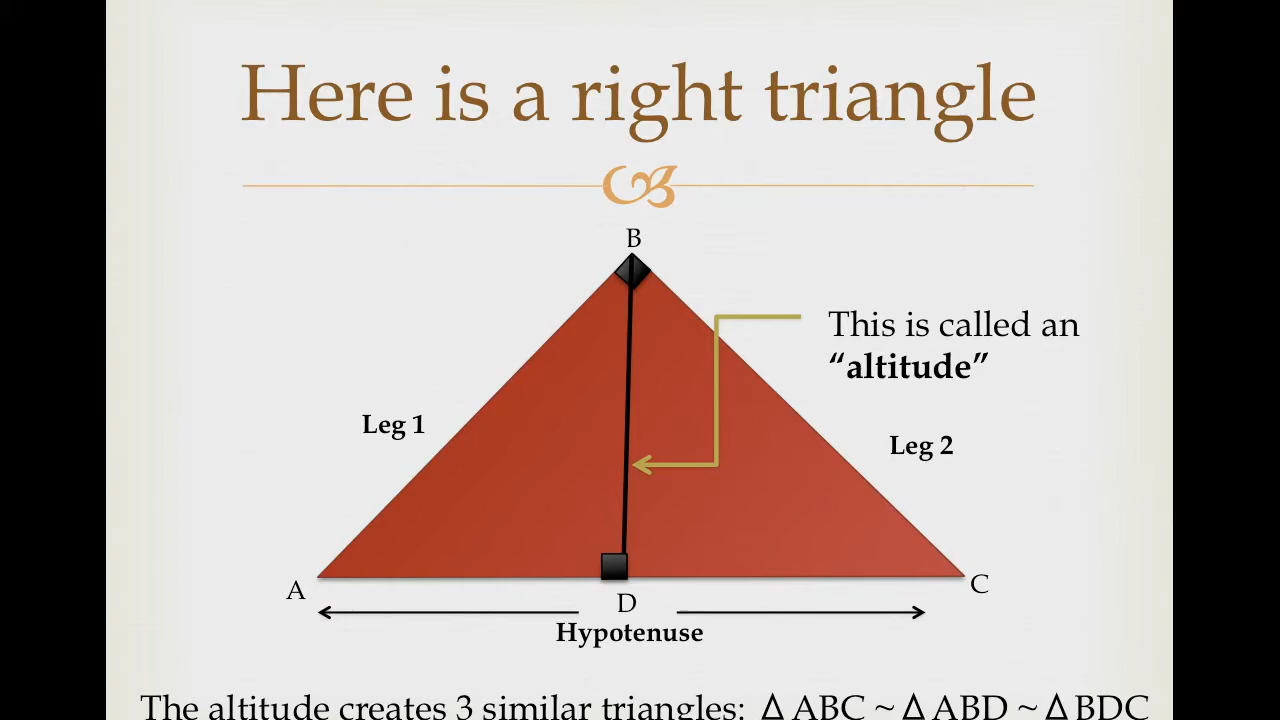 Here is a right triangle
B
This is called an
“altitude”
Leg 1
Leg 2
A
C
D
Hypotenuse
The altitude creates 3 similar triangles: Δ ABC ~ Δ ABD ~ Δ BDC